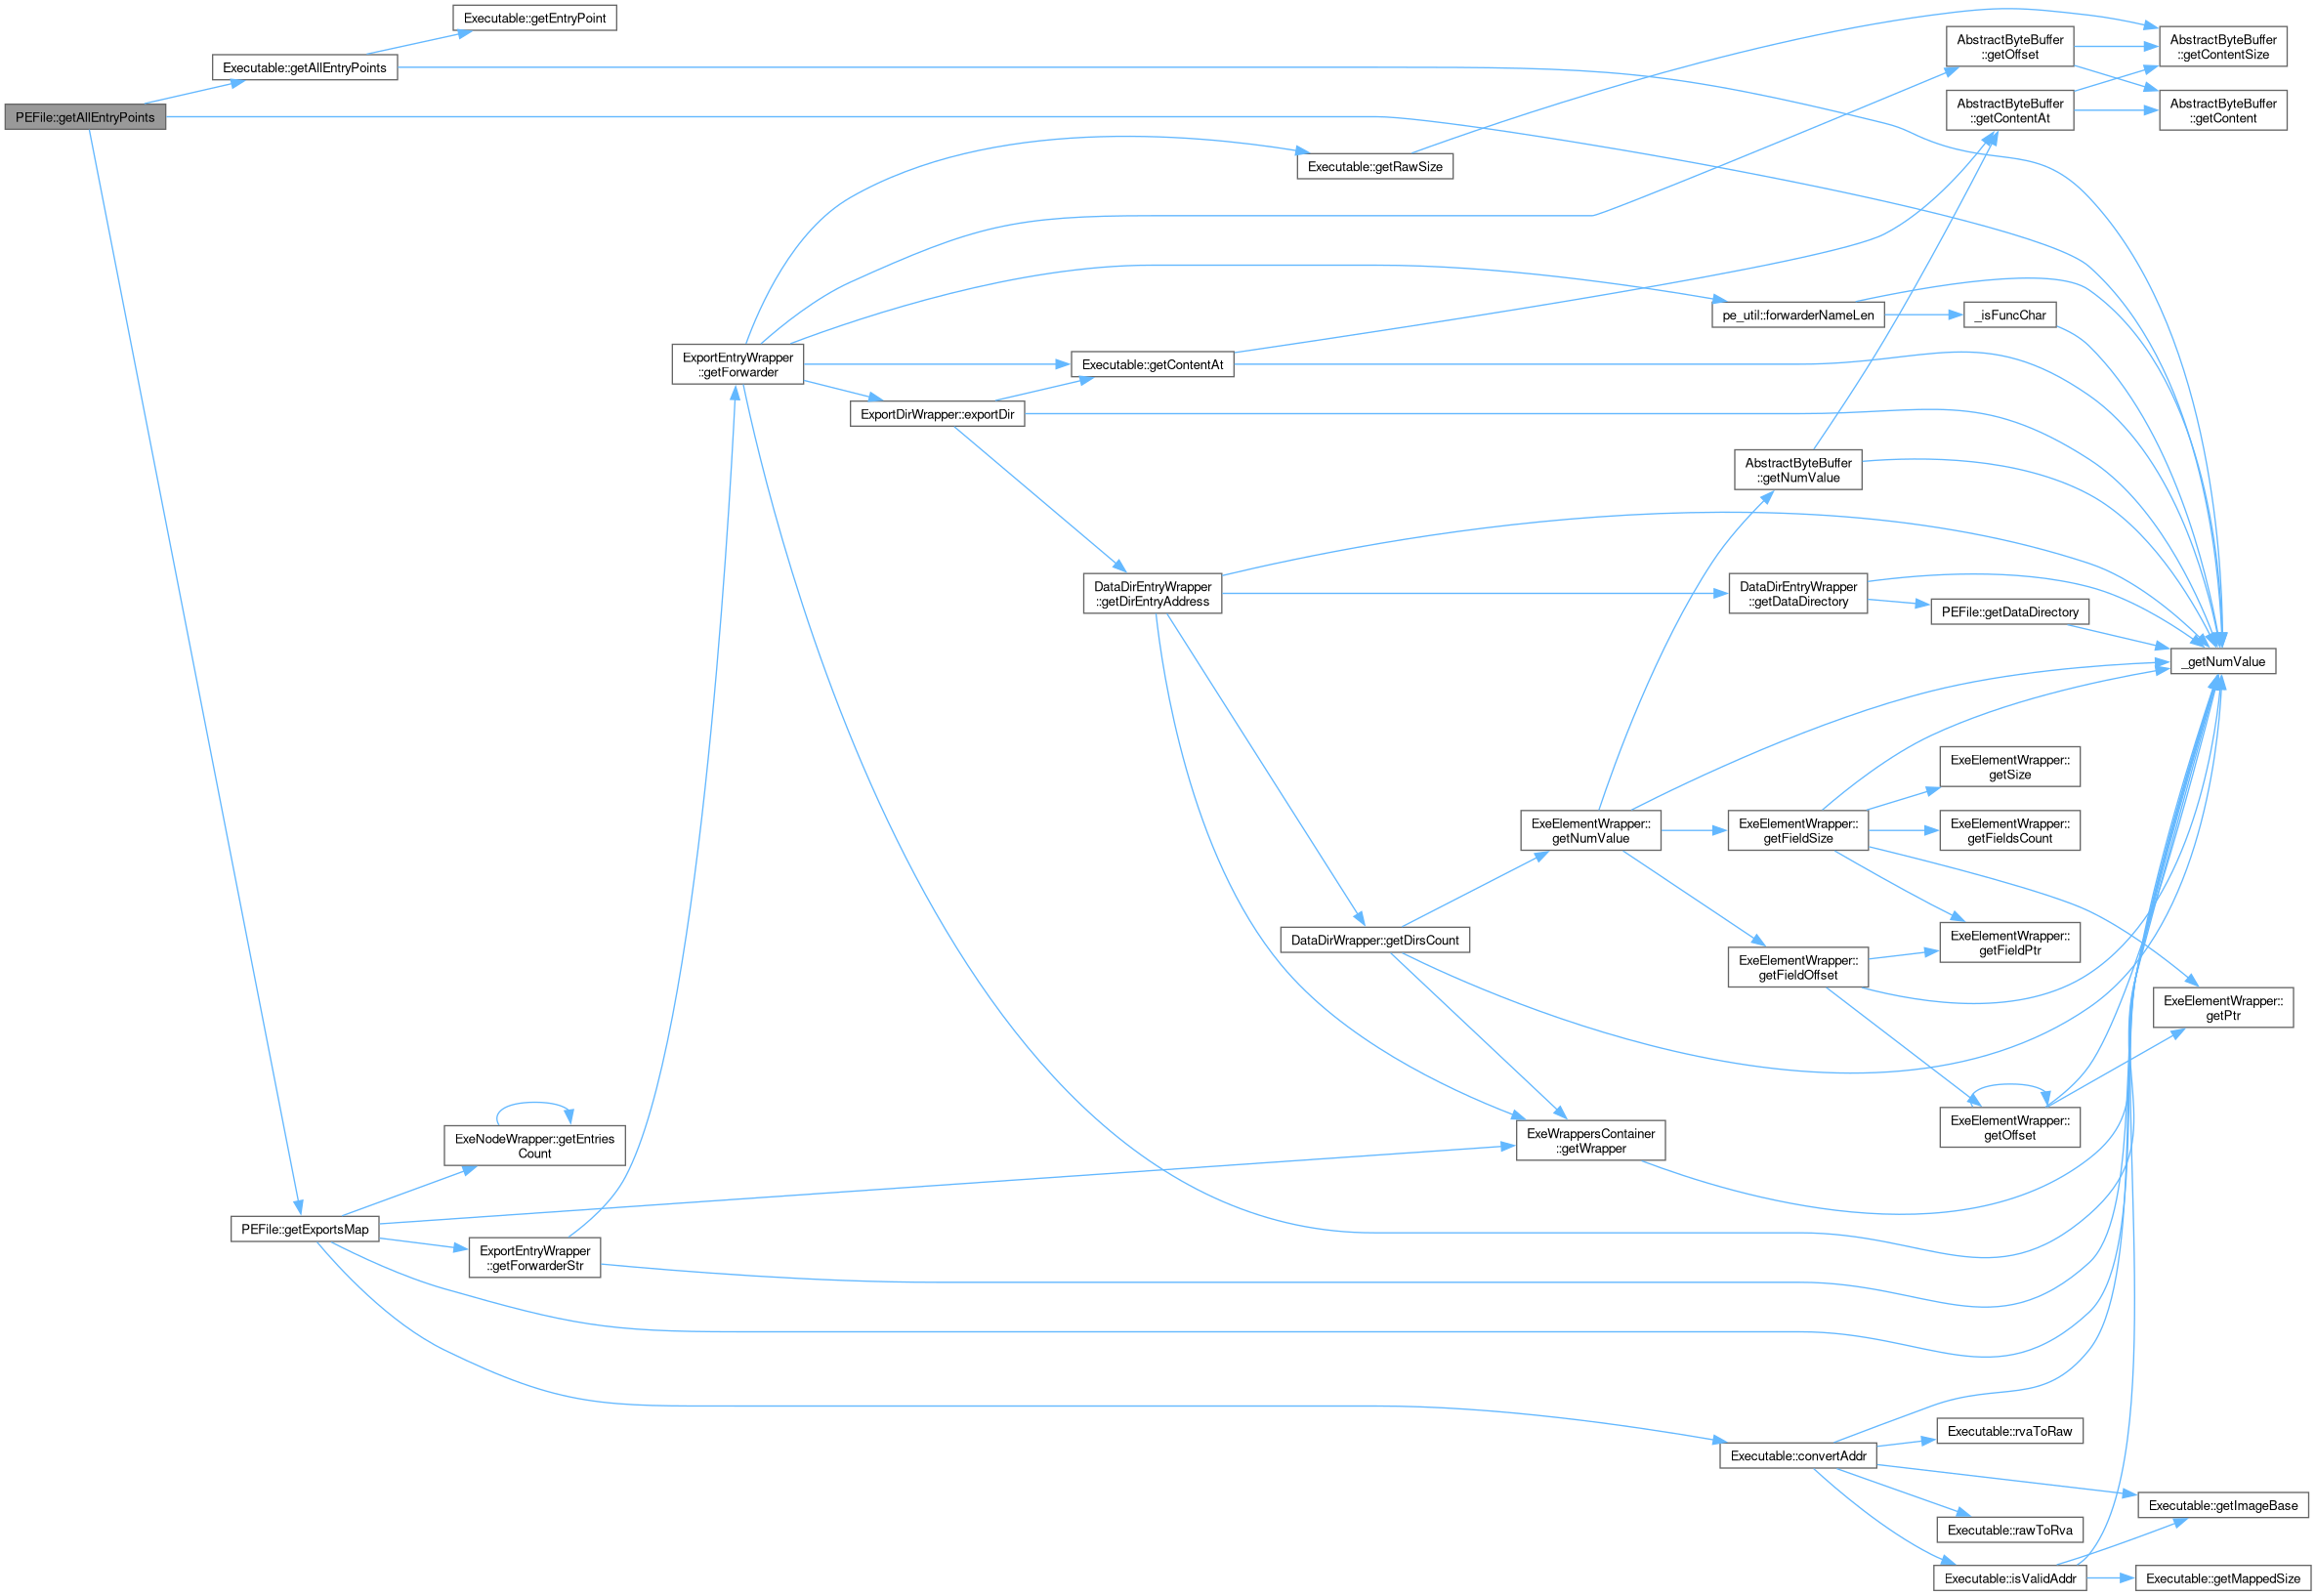 Executable::getEntryPoint
Executable::getAllEntryPoints
PEFile::getAllEntryPoints
AbstractByteBuffer
::getOffset
AbstractByteBuffer
::getContentSize
AbstractByteBuffer
::getContentAt
AbstractByteBuffer
::getContent
Executable::getRawSize
pe_util::forwarderNameLen
_isFuncChar
ExportEntryWrapper
::getForwarder
Executable::getContentAt
ExportDirWrapper::exportDir
AbstractByteBuffer
::getNumValue
DataDirEntryWrapper
::getDirEntryAddress
DataDirEntryWrapper
::getDataDirectory
PEFile::getDataDirectory
_getNumValue
ExeElementWrapper::
getSize
ExeElementWrapper::
getNumValue
ExeElementWrapper::
getFieldSize
ExeElementWrapper::
getFieldsCount
DataDirWrapper::getDirsCount
ExeElementWrapper::
getFieldPtr
ExeElementWrapper::
getFieldOffset
ExeElementWrapper::
getPtr
ExeElementWrapper::
getOffset
ExeNodeWrapper::getEntries
Count
ExeWrappersContainer
::getWrapper
PEFile::getExportsMap
ExportEntryWrapper
::getForwarderStr
Executable::rvaToRaw
Executable::convertAddr
Executable::getImageBase
Executable::rawToRva
Executable::isValidAddr
Executable::getMappedSize